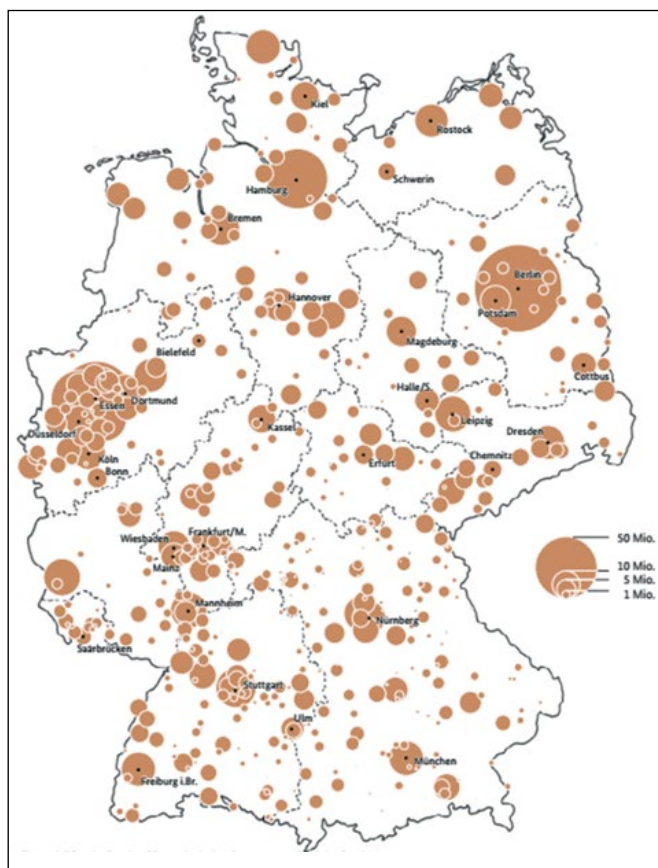 Kiel
Rostock
Schwerin
Hamburg
Bremen
Berlin
Potsdam
Hannover
Magdeburg
Bielefeld
Cottbus
Halle/S.
Essen
Dortmund
Leipzig
Kassel
Düsseldorf
Dresden
Köln
Erfurt
Chemnitz
Bonn
Wiesbaden
Frankfurt/M.
50 Mio.
Mainz
10 Mio.
5 Mio.
1 Mio.
Mannheim
Nürnberg
Saarbrücken
Stuttgart
Ulm
München
Freiburg i.Br.